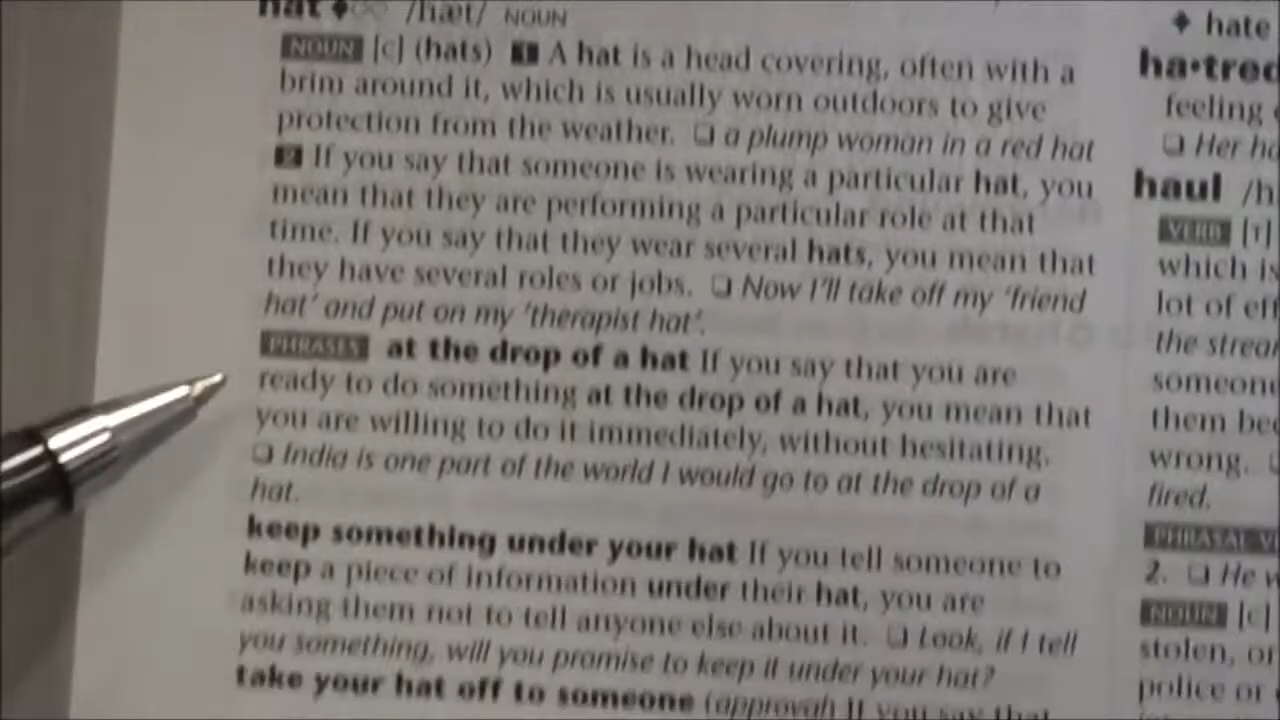 hat /hæt/ NOUN
NOUN [C] (hats) 1 A hat is a head covering, often with a
brim around it, which is usually worn outdoors to give
protection from the weather. ❏ a plump woman in a red hat
2 If you say that someone is wearing a particular hat, you
mean that they are performing a particular role at that
time. If you say that they wear several hats, you mean that
they have several roles or jobs. ❏ Now I'll take off my 'friend
hat' and put on my 'therapist hat'.
PHRASES at the drop of a hat If you say that you are
ready to do something at the drop of a hat, you mean that
you are willing to do it immediately, without hesitating.
❏ India is one part of the world I would go to at the drop of a
hat.
keep something under your hat If you tell someone to
keep a piece of information under their hat, you are
asking them not to tell anyone else about it. ❏ Look, if I tell
you something, will you promise to keep it under your hat?
take your hat off to someone (approval) If you say that
◆ hate
ha•tred
feeling
❏ Her
haul /h
VERB [T]
which is
lot of
the
someone
them
wrong.
fired.
PHRASAL
2. ❏ He
NOUN [C]
stolen, or
police or